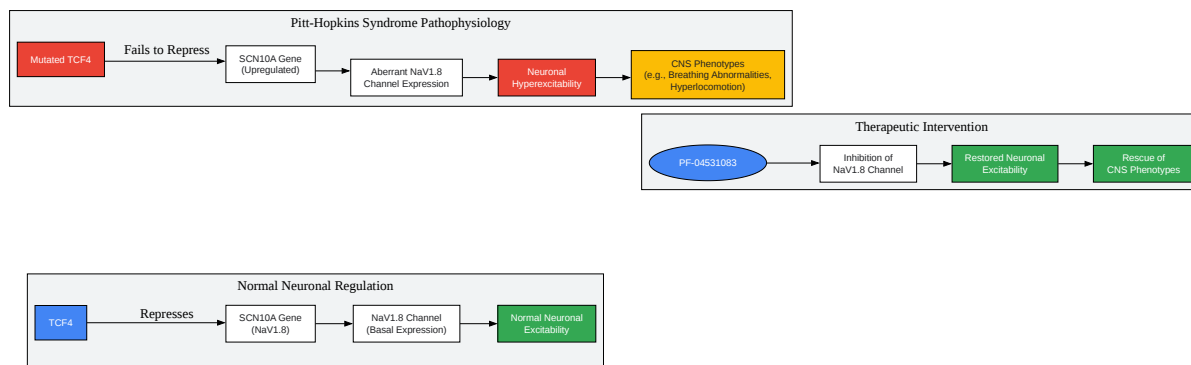 Pitt-Hopkins Syndrome Pathophysiology
Mutated TCF4
Fails to Repress
SCN10A Gene
(Upregulated)
Aberrant NaV1.8
Channel Expression
Neuronal
Hyperexcitability
CNS Phenotypes
(e.g., Breathing Abnormalities,
Hyperlocomotion)
Therapeutic Intervention
PF-04531083
Inhibition of
NaV1.8 Channel
Restored Neuronal
Excitability
Rescue of
CNS Phenotypes
Normal Neuronal Regulation
TCF4
Represses
SCN10A Gene
(NaV1.8)
NaV1.8 Channel
(Basal Expression)
Normal Neuronal
Excitability